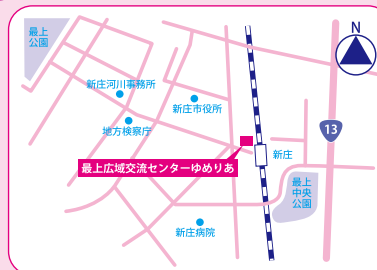 最上
公園
N
新庄河川事務所
新庄市役所
地方検察庁
13
新庄
最上広域交流センターゆめりあ
最上
中央
公園
新庄病院